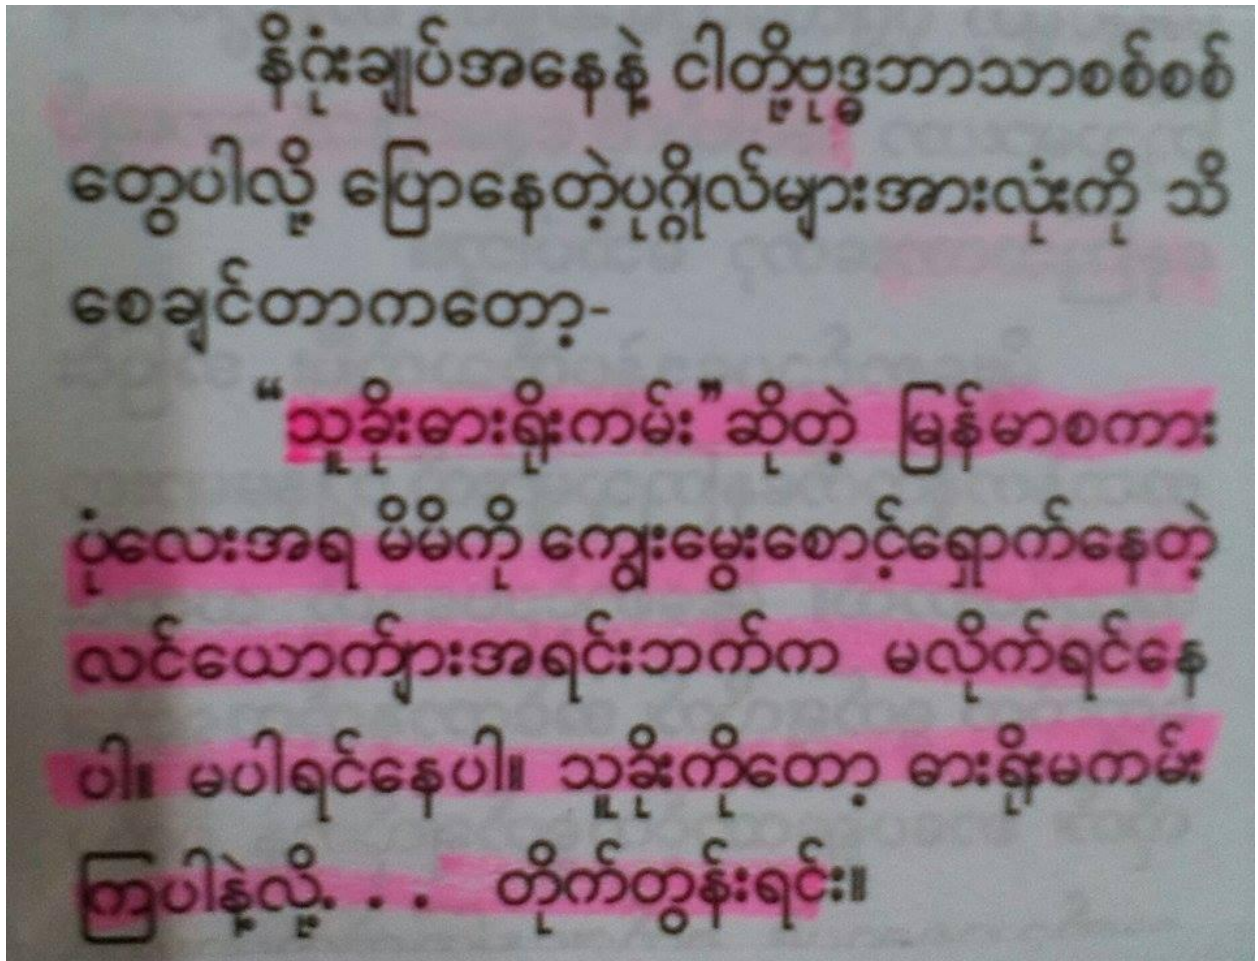 နိဂုံးချုပ်အနေနဲ့ ငါတို့ဗုဒ္ဓဘာသာစစ်စစ်
တွေပါလို့ ပြောနေတဲ့ပုဂ္ဂိုလ်များအားလုံးကို သိ
စေချင်တာကတော့-
“သူခိုးဓားရိုးကမ်း”ဆိုတဲ့ မြန်မာစကား
ပုံလေးအရ မိမိကို ကျွေးမွေးစောင့်ရှောက်နေတဲ့
လင်ယောက်ျားအရင်းဘက်က မလိုက်ရင်နေ
ပါ။ မပါရင်နေပါ။ သူခိုးကိုတော့ ဓားရိုးမကမ်း
ကြပါနဲ့လို့. . . တိုက်တွန်းရင်း။